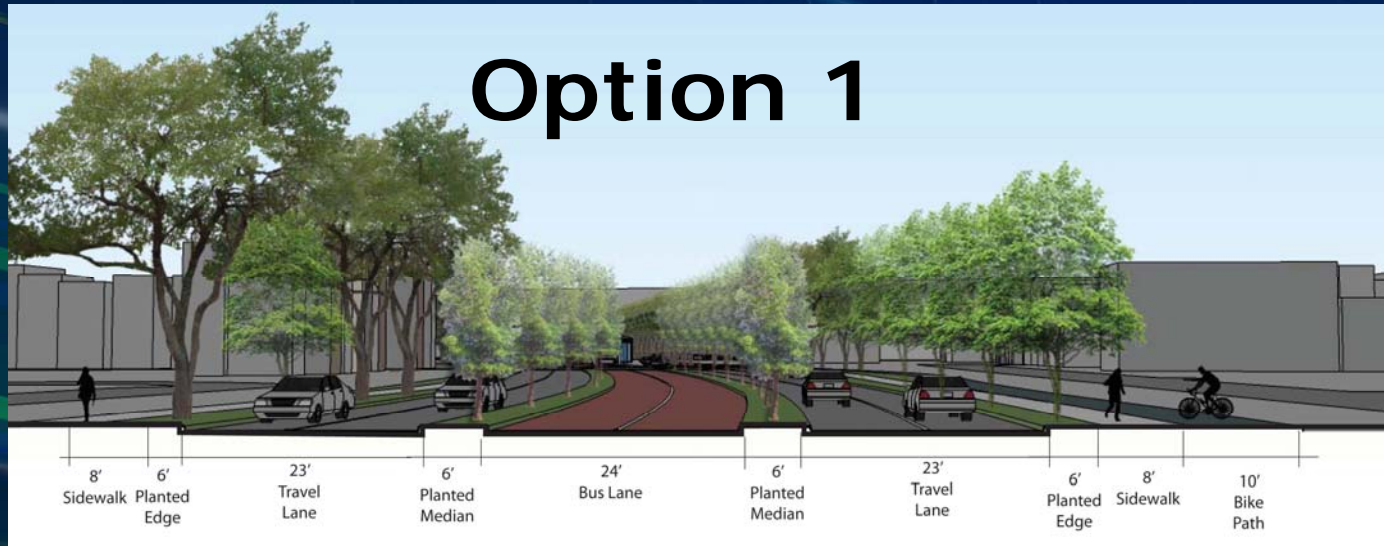 Option 1
8’
Sidewalk
6’
Planted
Edge
23’
Travel
Lane
6’
Planted
Median
24’
Bus Lane
6’
Planted
Median
23’
Travel
Lane
6’
Planted
Edge
8’
Sidewalk
10’
Bike
Path